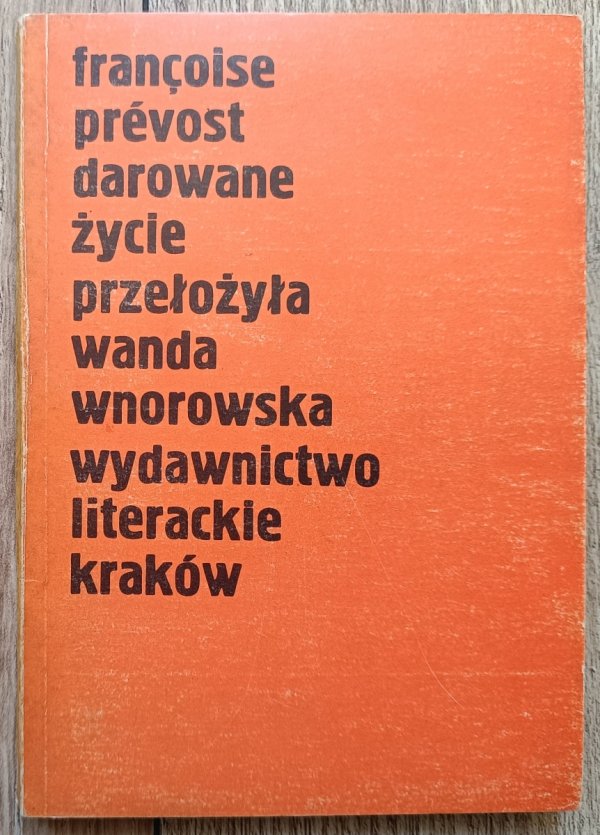 françoise
prévost
darowane
życie
przełożyła
wanda
wnorowska
wydawnictwo
literackie
kraków